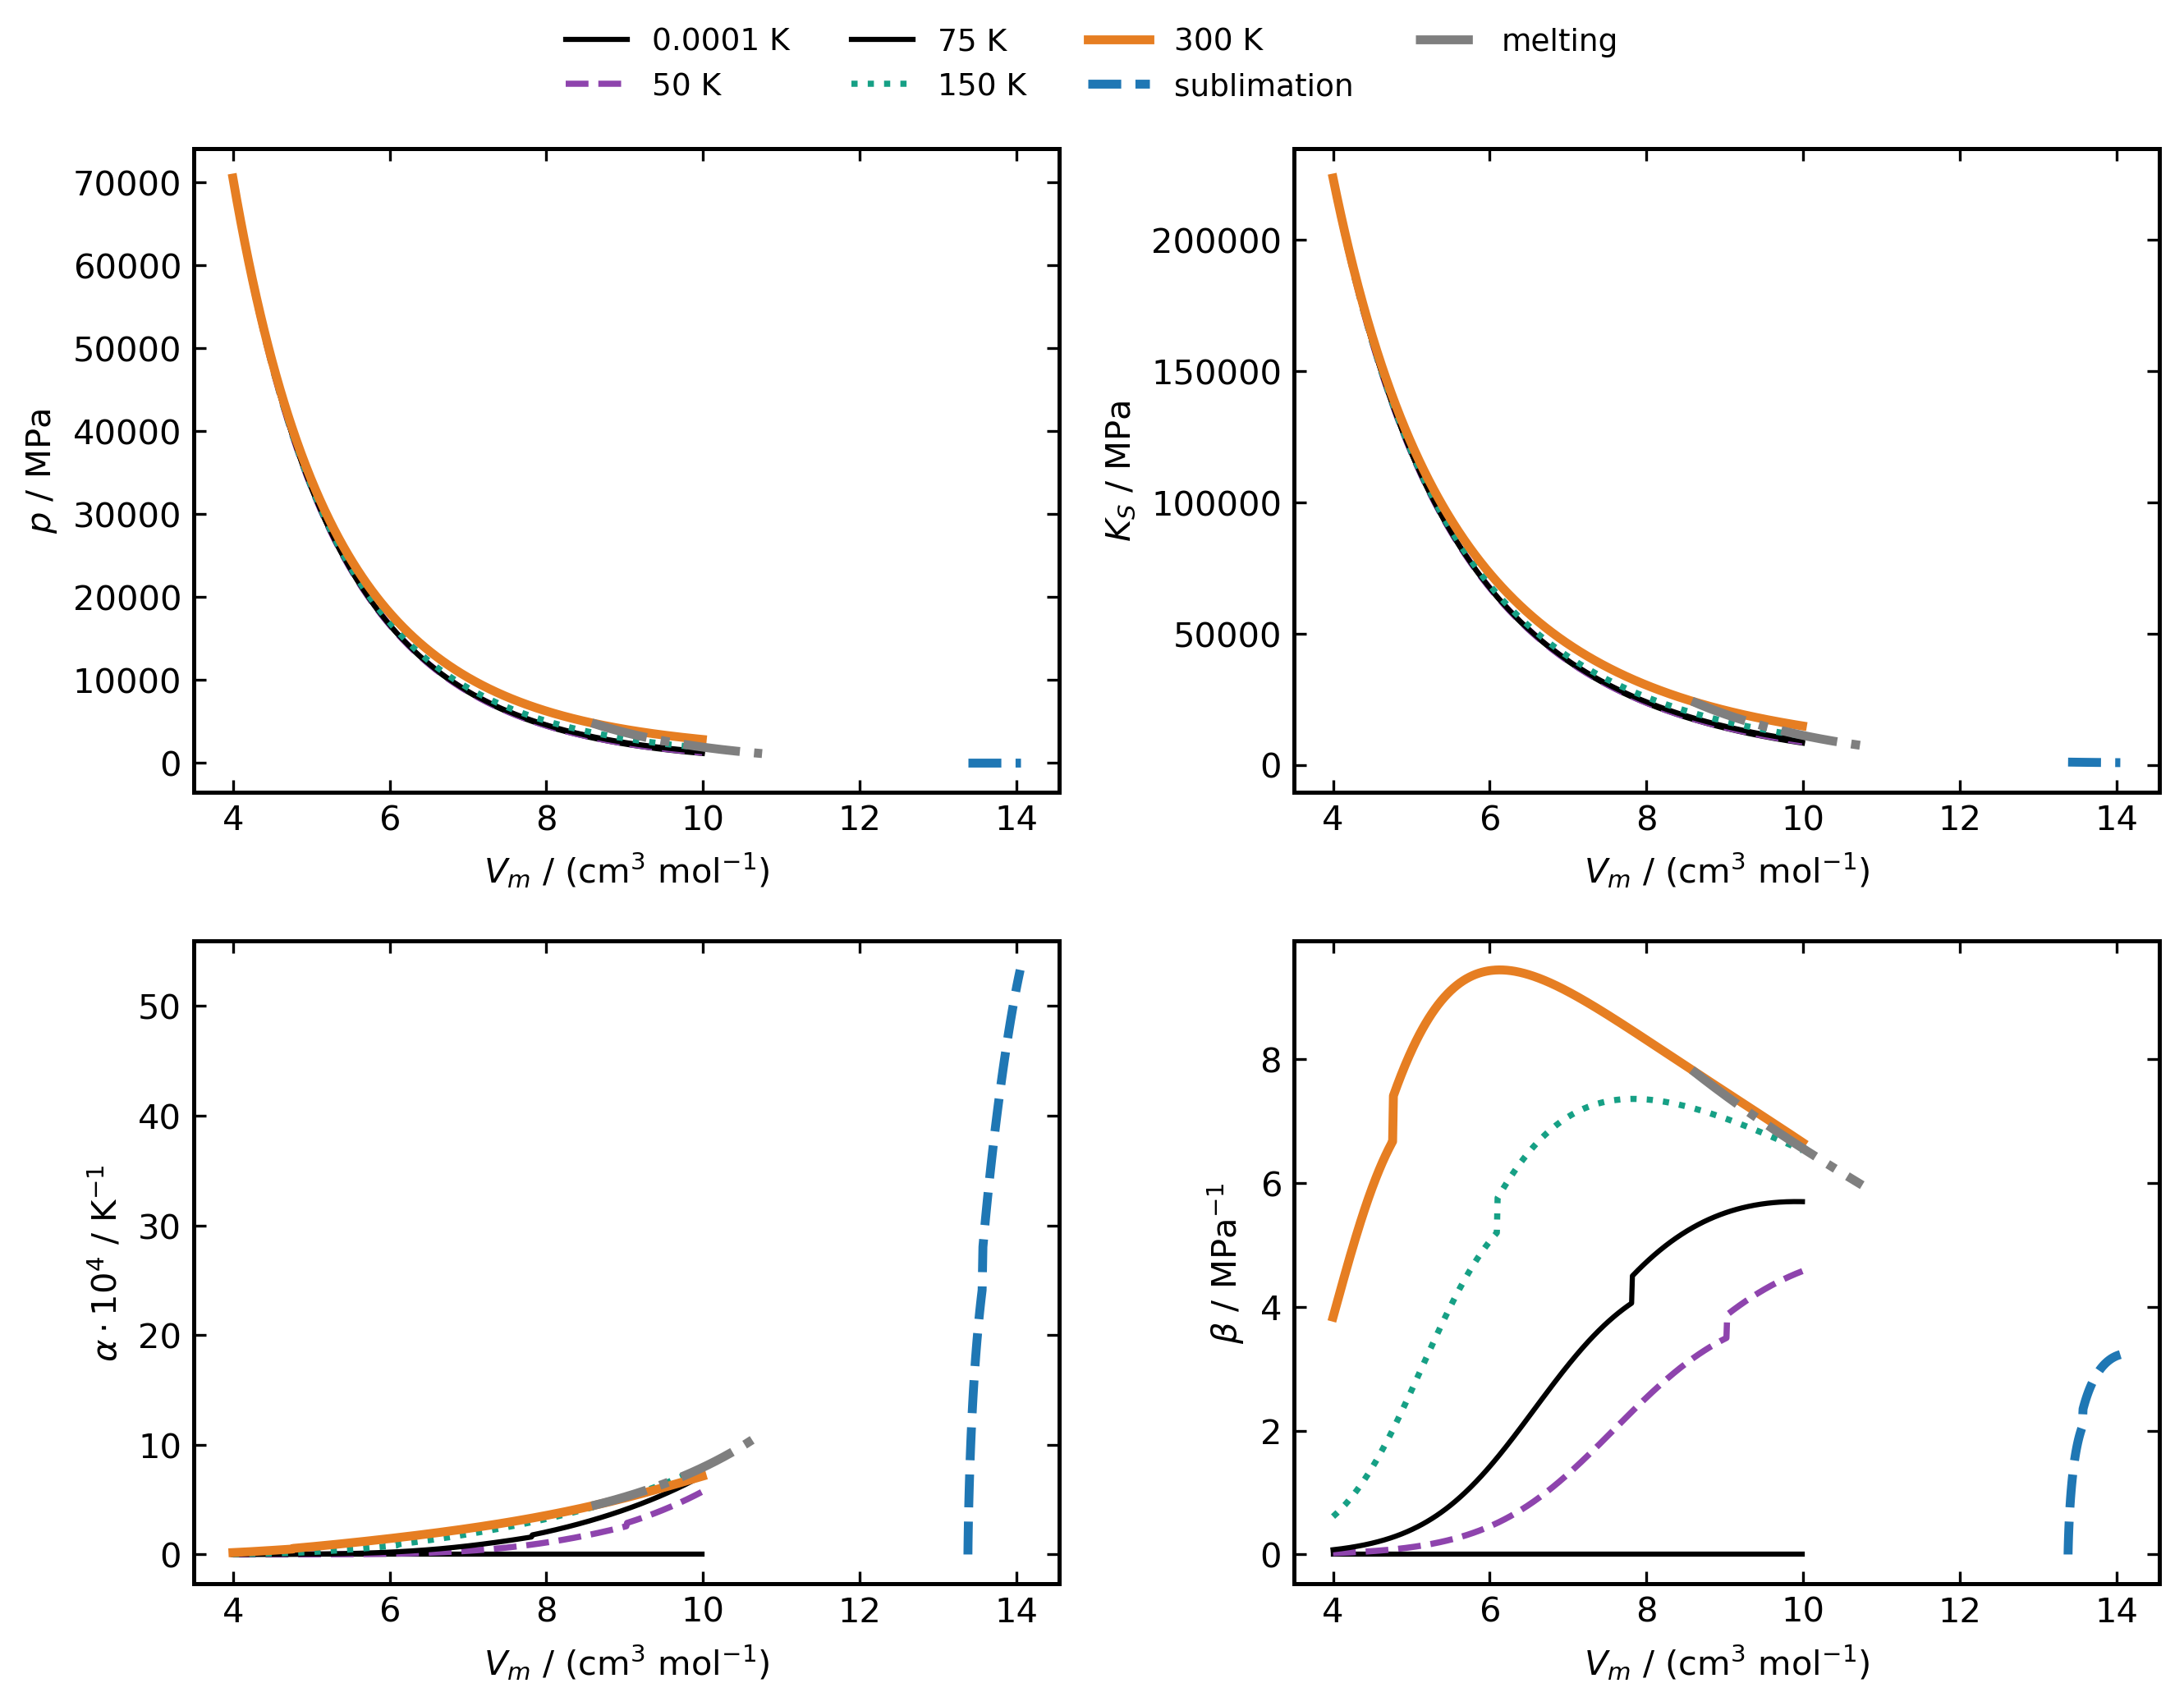 0.0001 K 75 K 300 K melting
50 K 150 K sublimation
70000
60000
50000
40000
30000
20000
10000
0
p / MPa
4 6 8 10 12 14
V_m / (cm³ mol⁻¹)
200000
150000
100000
50000
0
K_S / MPa
4 6 8 10 12 14
V_m / (cm³ mol⁻¹)
50
40
30
20
10
0
α · 10⁴ / K⁻¹
4 6 8 10 12 14
V_m / (cm³ mol⁻¹)
8
6
4
2
0
β / MPa⁻¹
4 6 8 10 12 14
V_m / (cm³ mol⁻¹)